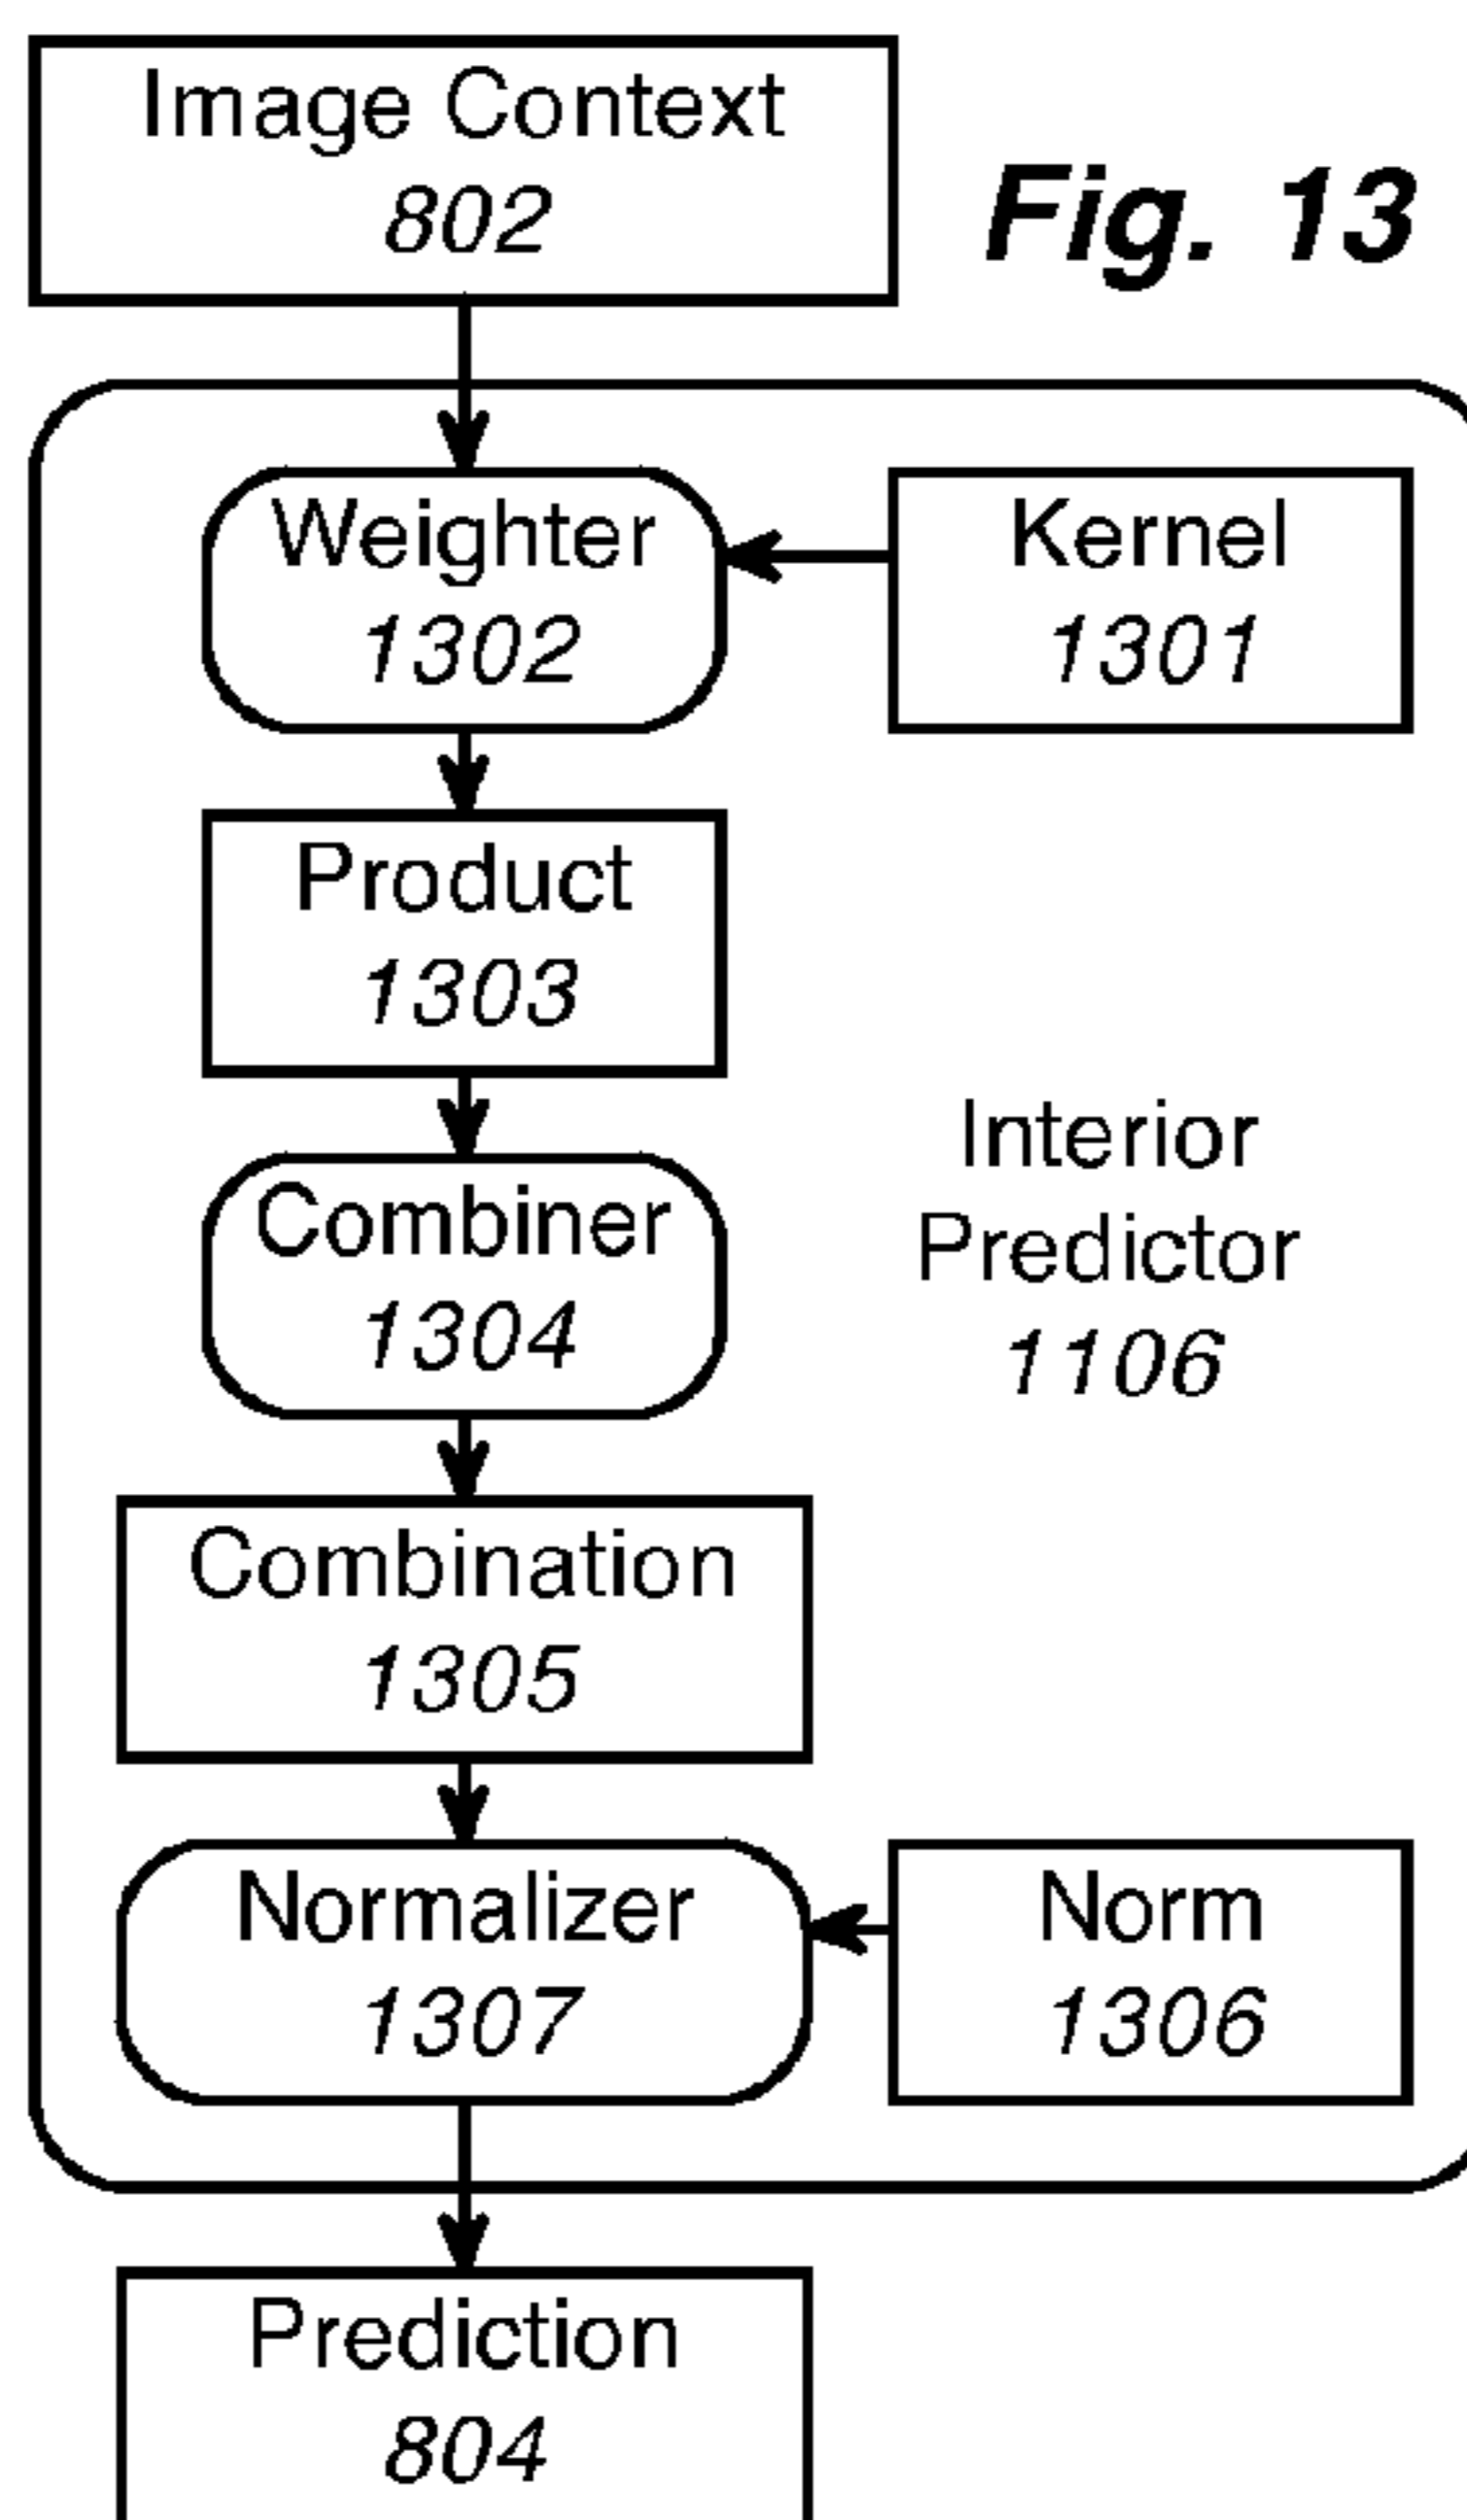 Image Context
802
Fig. 13
Weighter
1302
Kernel
1301
Product
1303
Interior
Predictor
1106
Combiner
1304
Combination
1305
Normalizer
1307
Norm
1306
Prediction
804